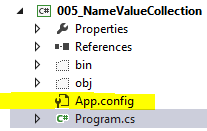 005_NameValueCollection
Properties
References
bin
obj
App.config
Program.cs